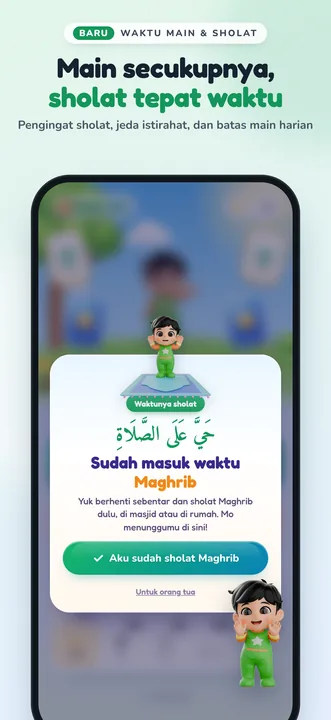 BARU WAKTU MAIN & SHOLAT
Main secukupnya,
sholat tepat waktu
Pengingat sholat, jeda istirahat, dan batas main harian
Waktunya sholat
حَيَّ عَلَى الصَّلَاةِ
Sudah masuk waktu
Maghrib
Yuk berhenti sebentar dan sholat Maghrib
dulu, di masjid atau di rumah. Mo
menunggumu di sini!
Aku sudah sholat Maghrib
Untuk orang tua